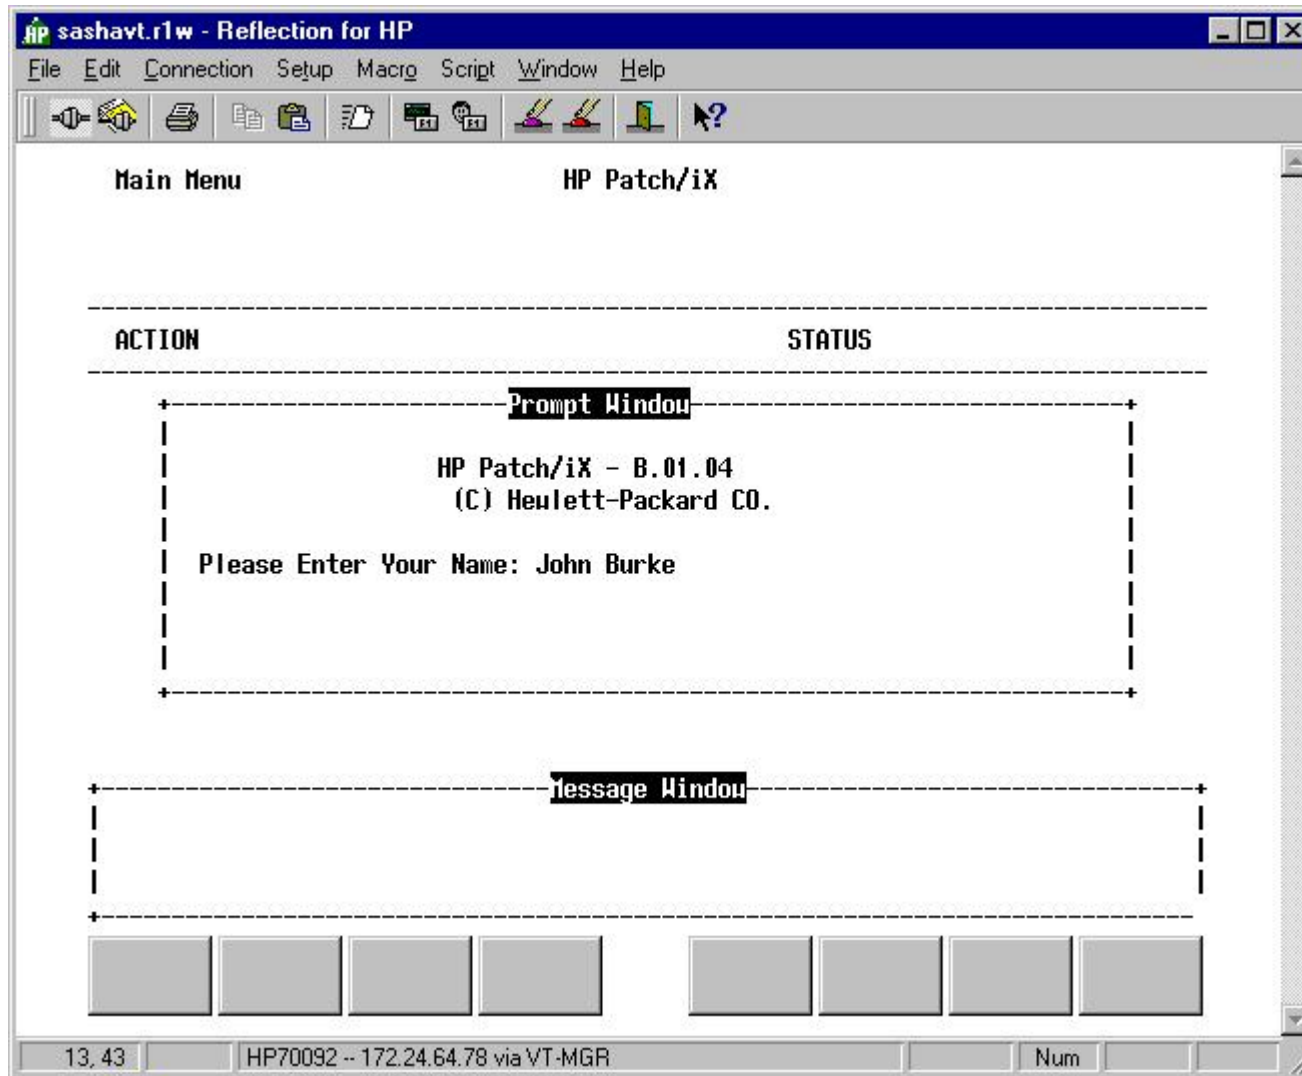 sashavt.r1w - Reflection for HP
File Edit Connection Setup Macro Script Window Help
Main Menu HP Patch/iX
ACTION STATUS
Prompt Window
HP Patch/iX - B.01.04
(C) Hewlett-Packard CO.
Please Enter Your Name: John Burke
Message Window
13, 43 HP70092 -- 172.24.64.78 via VT-MGR Num